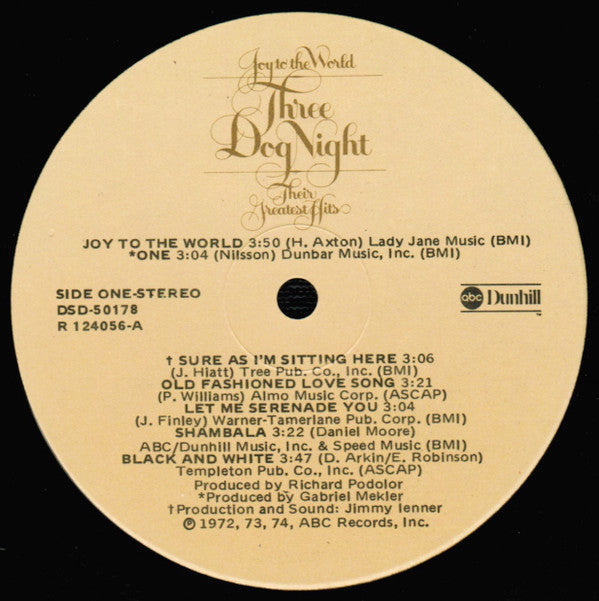 Joy to the World
Three
Dog Night
Their
Greatest Hits
JOY TO THE WORLD 3:50 (H. Axton) Lady Jane Music (BMI)
*ONE 3:04 (Nilsson) Dunbar Music, Inc. (BMI)
SIDE ONE-STEREO
DSD-50178
R 124056-A
abc Dunhill
TM
† SURE AS I'M SITTING HERE 3:06
(J. Hiatt) Tree Pub. Co., Inc. (BMI)
OLD FASHIONED LOVE SONG 3:21
(P. Williams) Almo Music Corp. (ASCAP)
LET ME SERENADE YOU 3:04
(J. Finley) Warner-Tamerlane Pub. Corp. (BMI)
SHAMBALA 3:22 (Daniel Moore)
ABC/Dunhill Music, Inc. & Speed Music (BMI)
BLACK AND WHITE 3:47 (D. Arkin/E. Robinson)
Templeton Pub. Co., Inc. (ASCAP)
Produced by Richard Podolor
*Produced by Gabriel Mekler
†Production and Sound: Jimmy Ienner
℗ 1972, 73, 74, ABC Records, Inc.